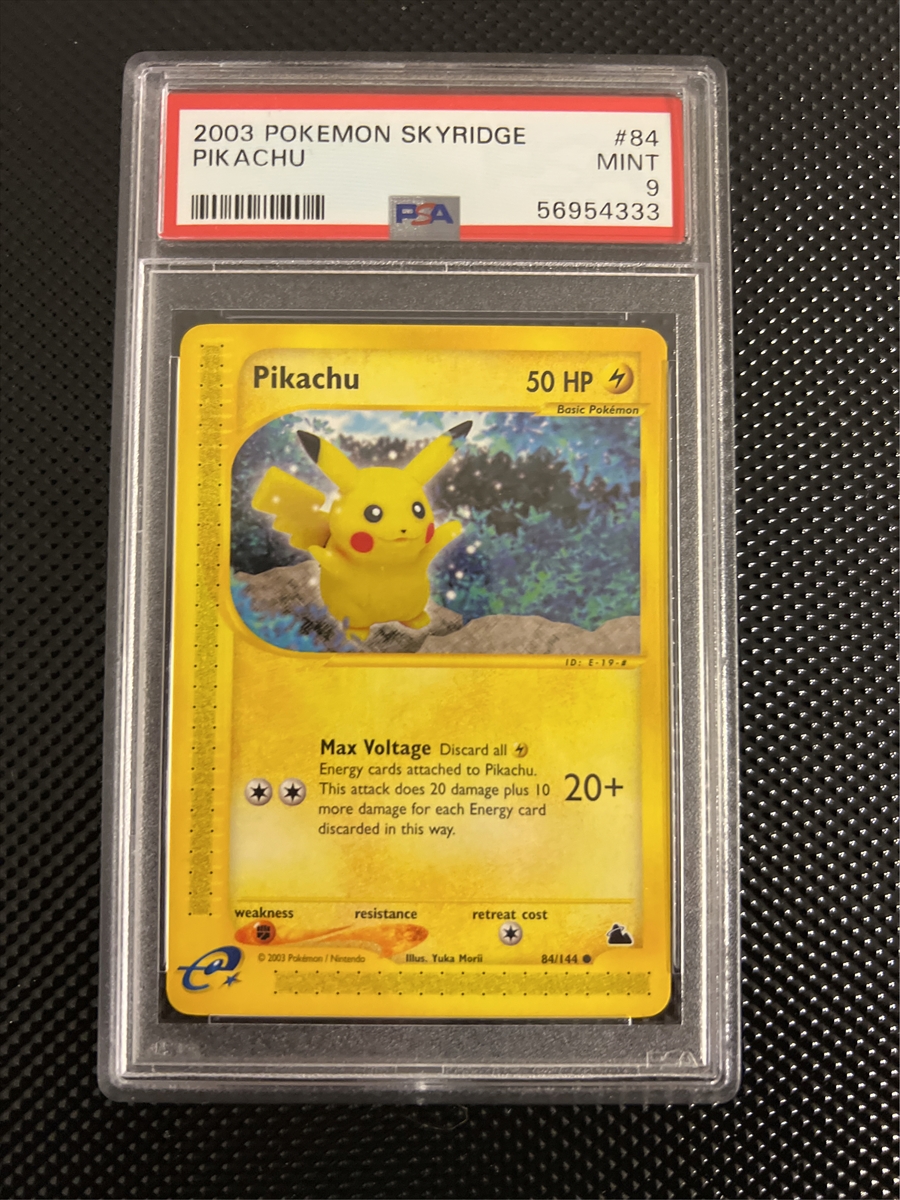 2003 POKEMON SKYRIDGE #84
PIKACHU MINT
9
PSA 56954333
Pikachu 50 HP
Basic Pokémon
ID: E-19-#
Max Voltage Discard all
Energy cards attached to Pikachu.
This attack does 20 damage plus 10
more damage for each Energy card
discarded in this way.
20+
weakness resistance retreat cost
© 2003 Pokémon / Nintendo Illus. Yuka Morii 84/144
e
PSA